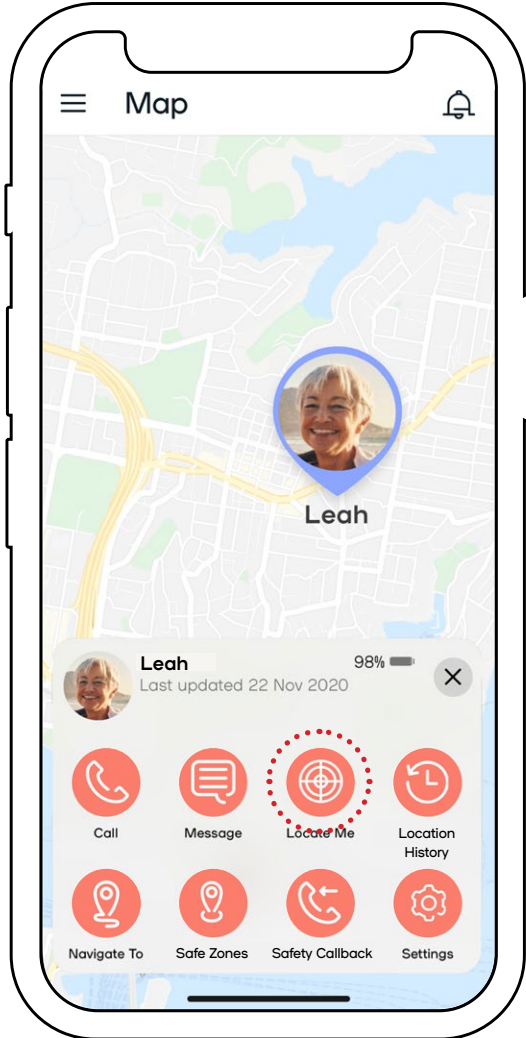 Map
Leah
Leah
98%
Last updated 22 Nov 2020
Call
Message
Locate Me
Location
History
Navigate To
Safe Zones
Safety Callback
Settings